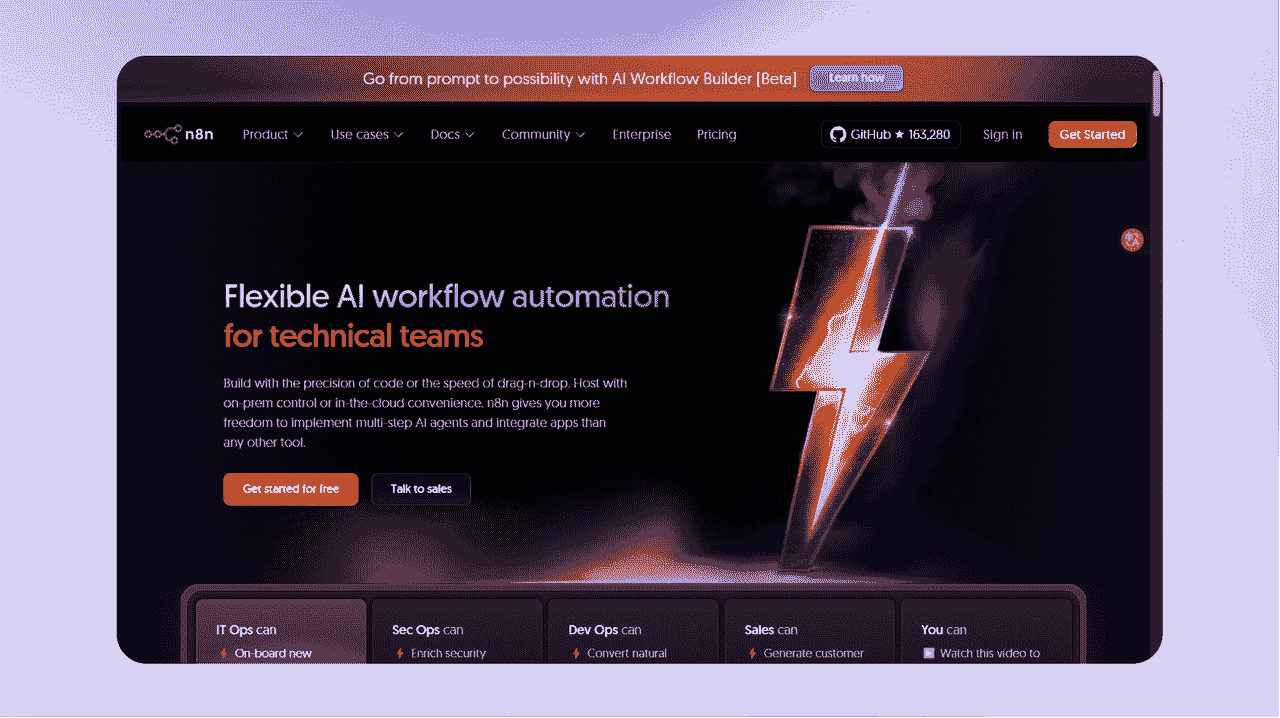 Go from prompt to possibility with AI Workflow Builder [Beta]
Learn how
n8n
Product
Use cases
Docs
Community
Enterprise
Pricing
GitHub ★ 163,280
Sign in
Get Started
Flexible AI workflow automation
for technical teams
Build with the precision of code or the speed of drag-n-drop. Host with
on-prem control or in-the-cloud convenience. n8n gives you more
freedom to implement multi-step AI agents and integrate apps than
any other tool.
Get started for free
Talk to sales
IT Ops can
On-board new
Sec Ops can
Enrich security
Dev Ops can
Convert natural
Sales can
Generate customer
You can
Watch this video to